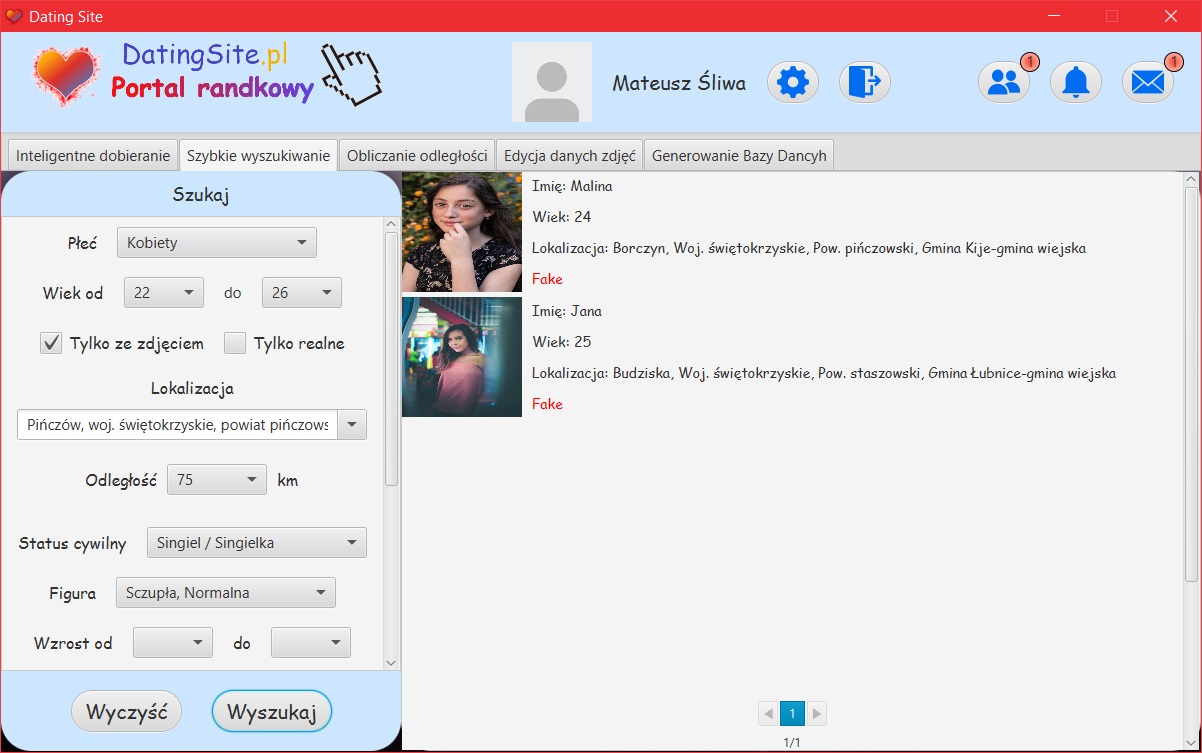 Dating Site
DatingSite.pl
Portal randkowy
Mateusz Śliwa
1
1
Inteligentne dobieranie
Szybkie wyszukiwanie
Obliczanie odległości
Edycja danych zdjęć
Generowanie Bazy Dancyh
Szukaj
Płeć Kobiety
Wiek od 22 do 26
Tylko ze zdjęciem Tylko realne
Lokalizacja
Pińczów, woj. świętokrzyskie, powiat pińczows
Odległość 75 km
Status cywilny Singiel / Singielka
Figura Sczupła, Normalna
Wzrost od do
Wyczyść Wyszukaj
Imię: Malina
Wiek: 24
Lokalizacja: Borczyn, Woj. świętokrzyskie, Pow. pińczowski, Gmina Kije-gmina wiejska
Fake
Imię: Jana
Wiek: 25
Lokalizacja: Budziska, Woj. świętokrzyskie, Pow. staszowski, Gmina Łubnice-gmina wiejska
Fake
1
1/1